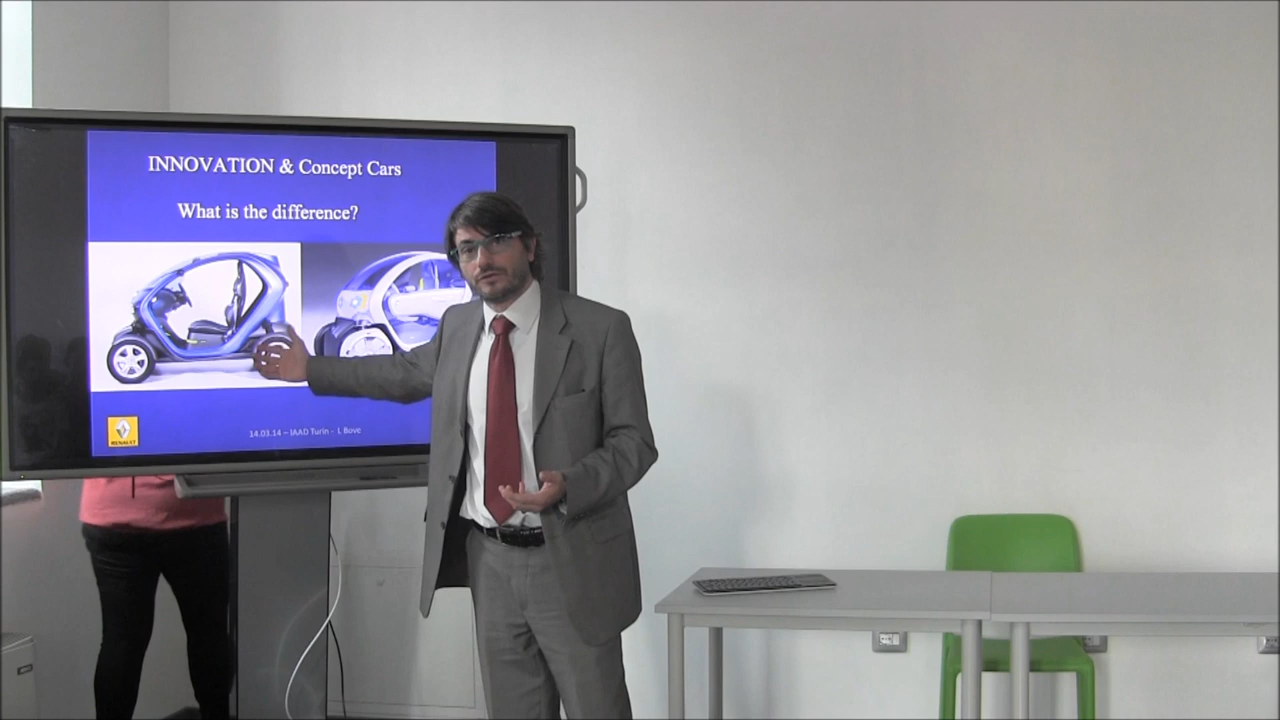 INNOVATION & Concept Cars
What is the difference?
RENAULT
14.03.14 – IAAD Turin - I. Bove